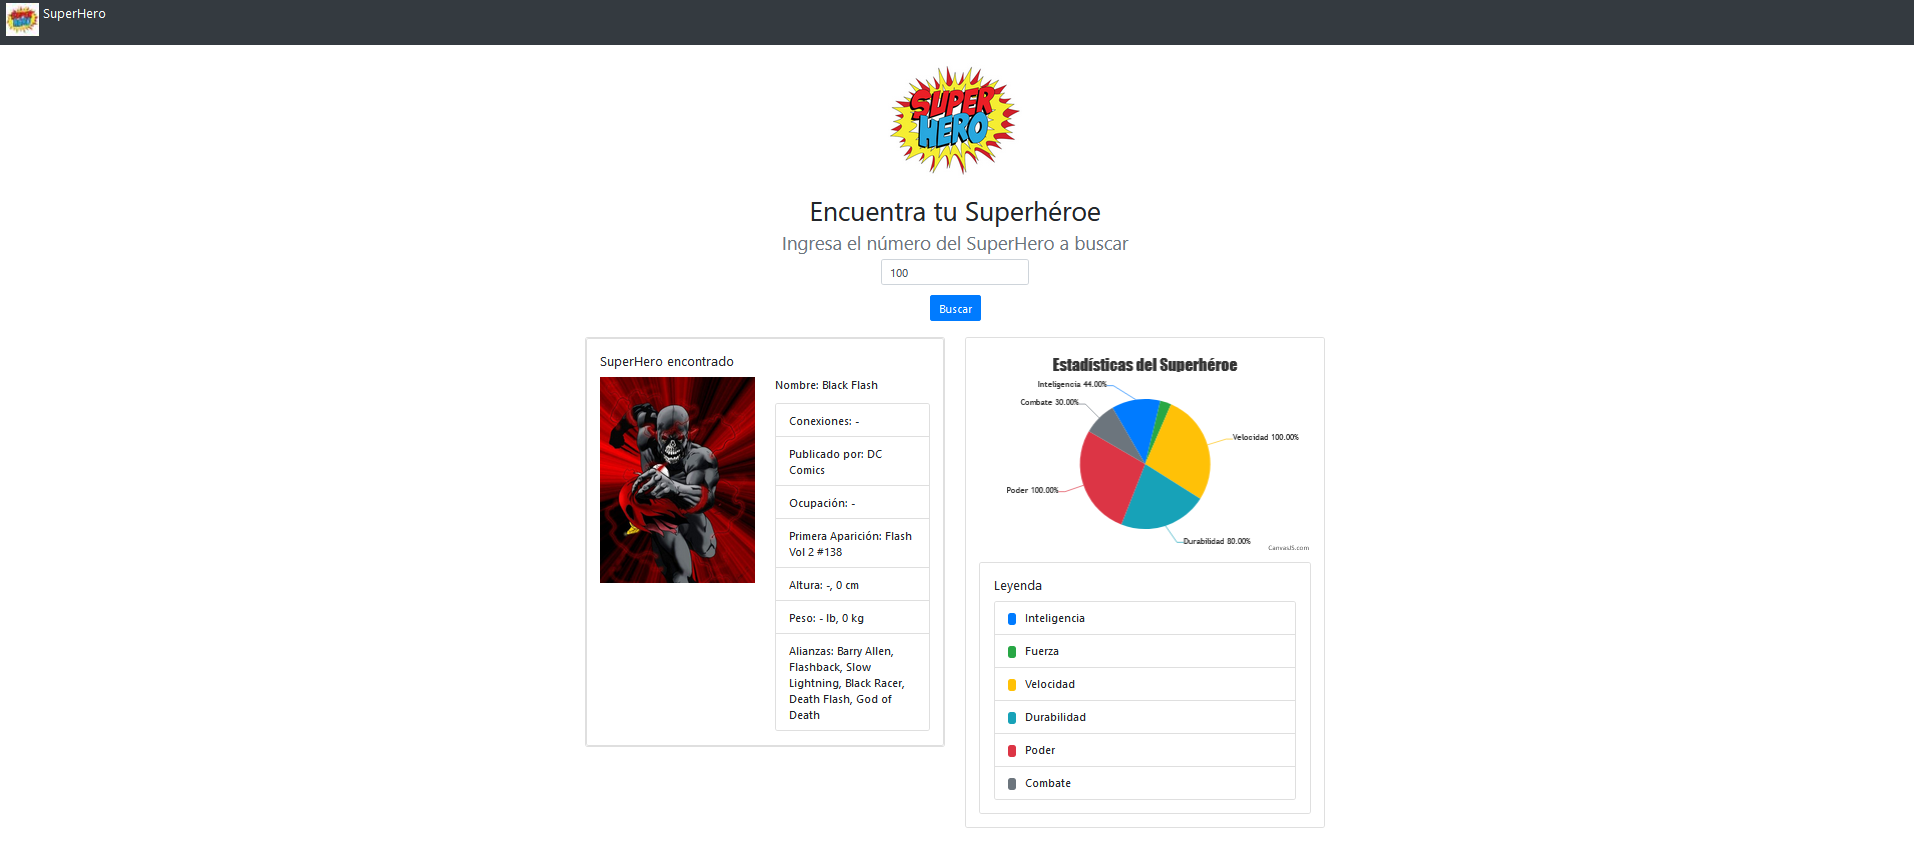 SuperHero
SUPER
HERO
Encuentra tu Superhéroe
Ingresa el número del SuperHero a buscar
100
Buscar
SuperHero encontrado
Nombre: Black Flash
Conexiones: -
Publicado por: DC
Comics
Ocupación: -
Primera Aparición: Flash
Vol 2 #138
Altura: -, 0 cm
Peso: - lb, 0 kg
Alianzas: Barry Allen,
Flashback, Slow
Lightning, Black Racer,
Death Flash, God of
Death
Estadísticas del Superhéroe
Inteligencia 44.00%
Combate 30.00%
Velocidad 100.00%
Poder 100.00%
Durabilidad 80.00%
CanvasJS.com
Leyenda
Inteligencia
Fuerza
Velocidad
Durabilidad
Poder
Combate